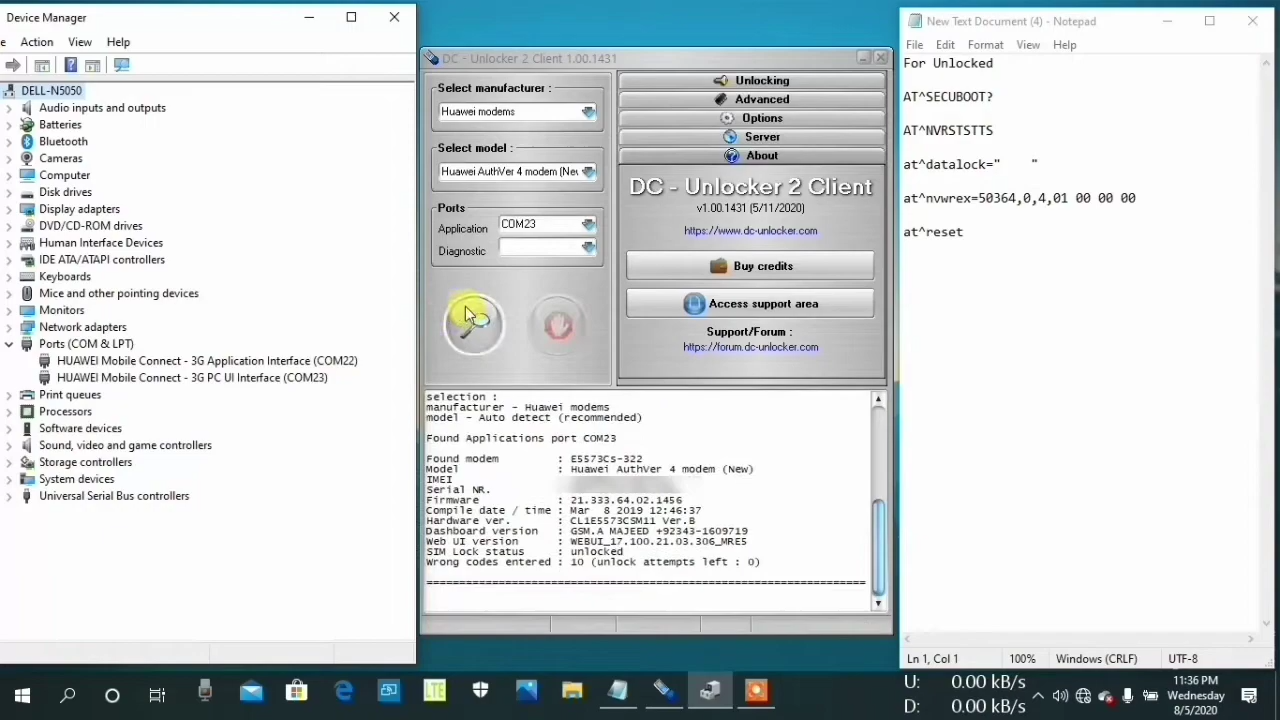 Device Manager
Action View Help
DELL-N5050
Audio inputs and outputs
Batteries
Bluetooth
Cameras
Computer
Disk drives
Display adapters
DVD/CD-ROM drives
Human Interface Devices
IDE ATA/ATAPI controllers
Keyboards
Mice and other pointing devices
Monitors
Network adapters
Ports (COM & LPT)
HUAWEI Mobile Connect - 3G Application Interface (COM22)
HUAWEI Mobile Connect - 3G PC UI Interface (COM23)
Print queues
Processors
Software devices
Sound, video and game controllers
Storage controllers
System devices
Universal Serial Bus controllers
DC - Unlocker 2 Client 1.00.1431
Select manufacturer :
Huawei modems
Select model :
Huawei AuthVer 4 modem (Nev
Ports
Application COM23
Diagnostic
Unlocking
Advanced
Options
Server
About
DC - Unlocker 2 Client
v1.00.1431 (5/11/2020)
https://www.dc-unlocker.com
Buy credits
Access support area
Support/Forum :
https://forum.dc-unlocker.com
selection :
manufacturer - Huawei modems
model - Auto detect (recommended)
Found Applications port COM23
Found modem : E5573Cs-322
Model : Huawei AuthVer 4 modem (New)
IMEI
Serial NR.
Firmware : 21.333.64.02.1456
Compile date / time : Mar 8 2019 12:46:37
Hardware ver. : CL1E5573CSM11 Ver.B
Dashboard version : GSM.A MAJEED +92343-1609719
Web UI version : WEBUI_17.100.21.03.306_MRE5
SIM Lock status : unlocked
Wrong codes entered : 10 (unlock attempts left : 0)
New Text Document (4) - Notepad
File Edit Format View Help
For Unlocked
AT^SECUBOOT?
AT^NVRSTSTTS
at^datalock=" "
at^nvwrex=50364,0,4,01 00 00 00
at^reset
Ln 1, Col 1 100% Windows (CRLF) UTF-8
LTE
U: 0.00 kB/s
D: 0.00 kB/s
11:36 PM
Wednesday
8/5/2020